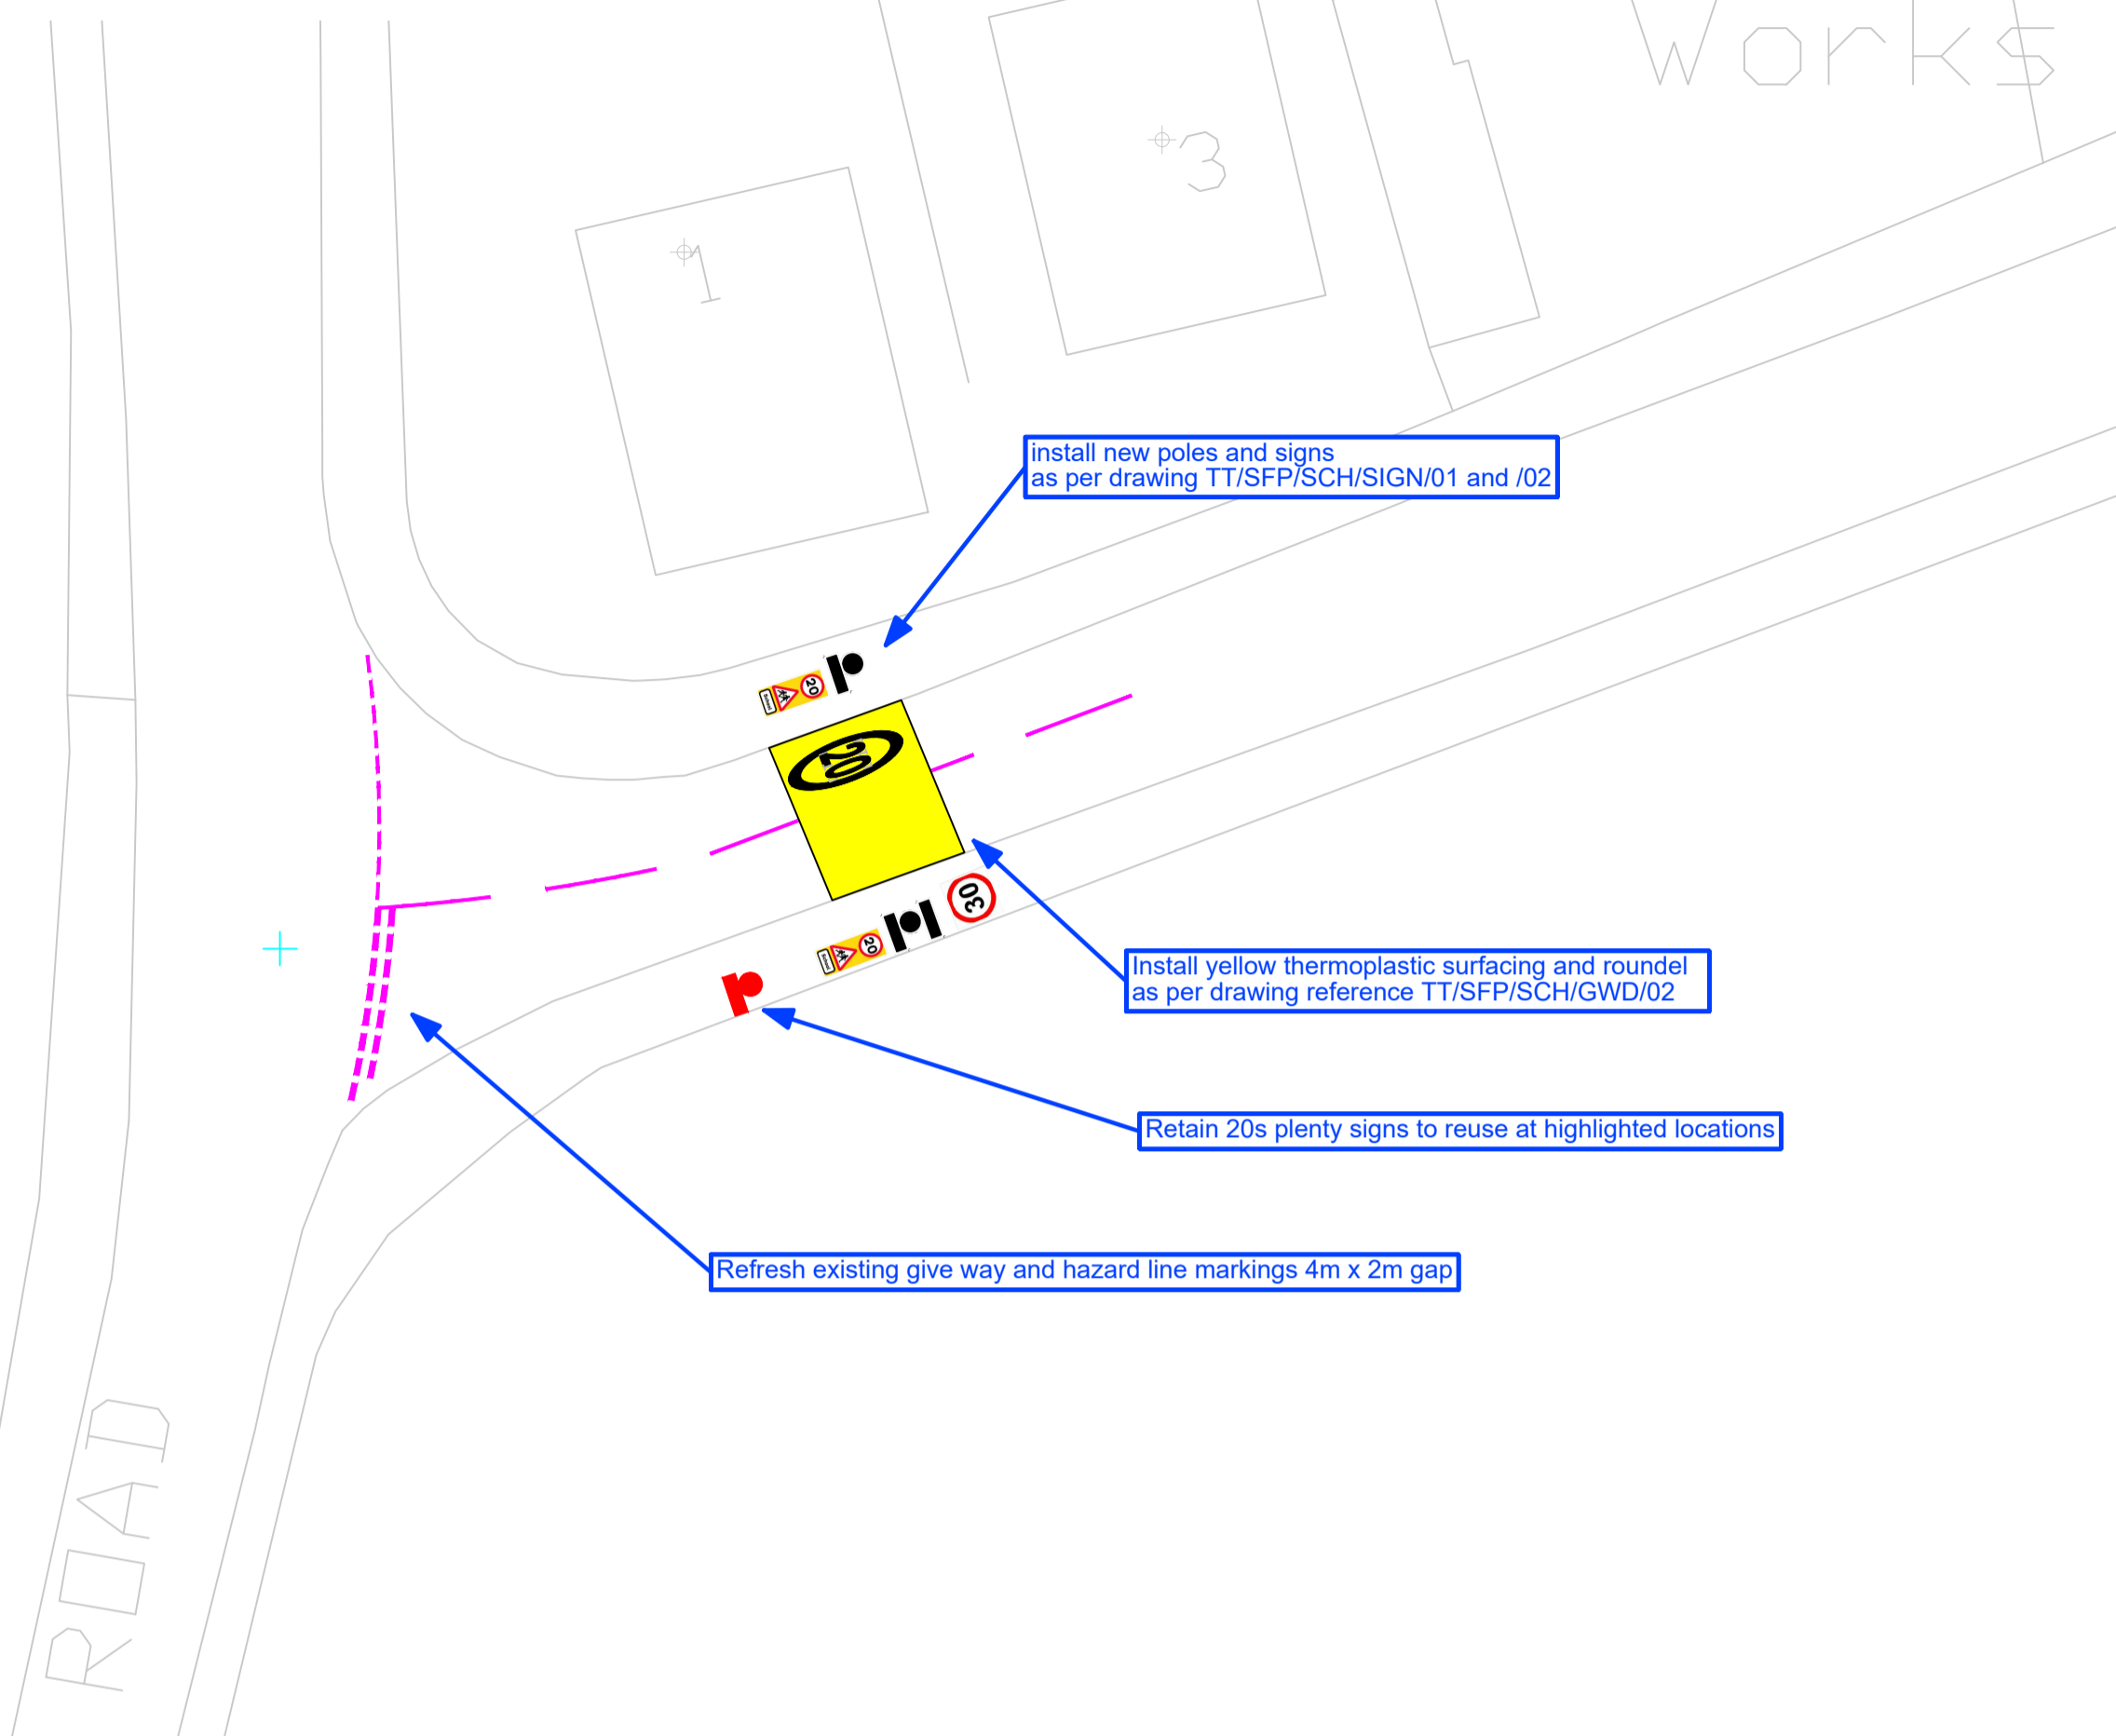 Works
3
1
install new poles and signs
as per drawing TT/SFP/SCH/SIGN/01 and /02
20
20
Install yellow thermoplastic surfacing and roundel
as per drawing reference TT/SFP/SCH/GWD/02
30
20
Retain 20s plenty signs to reuse at highlighted locations
Refresh existing give way and hazard line markings 4m x 2m gap
ROAD